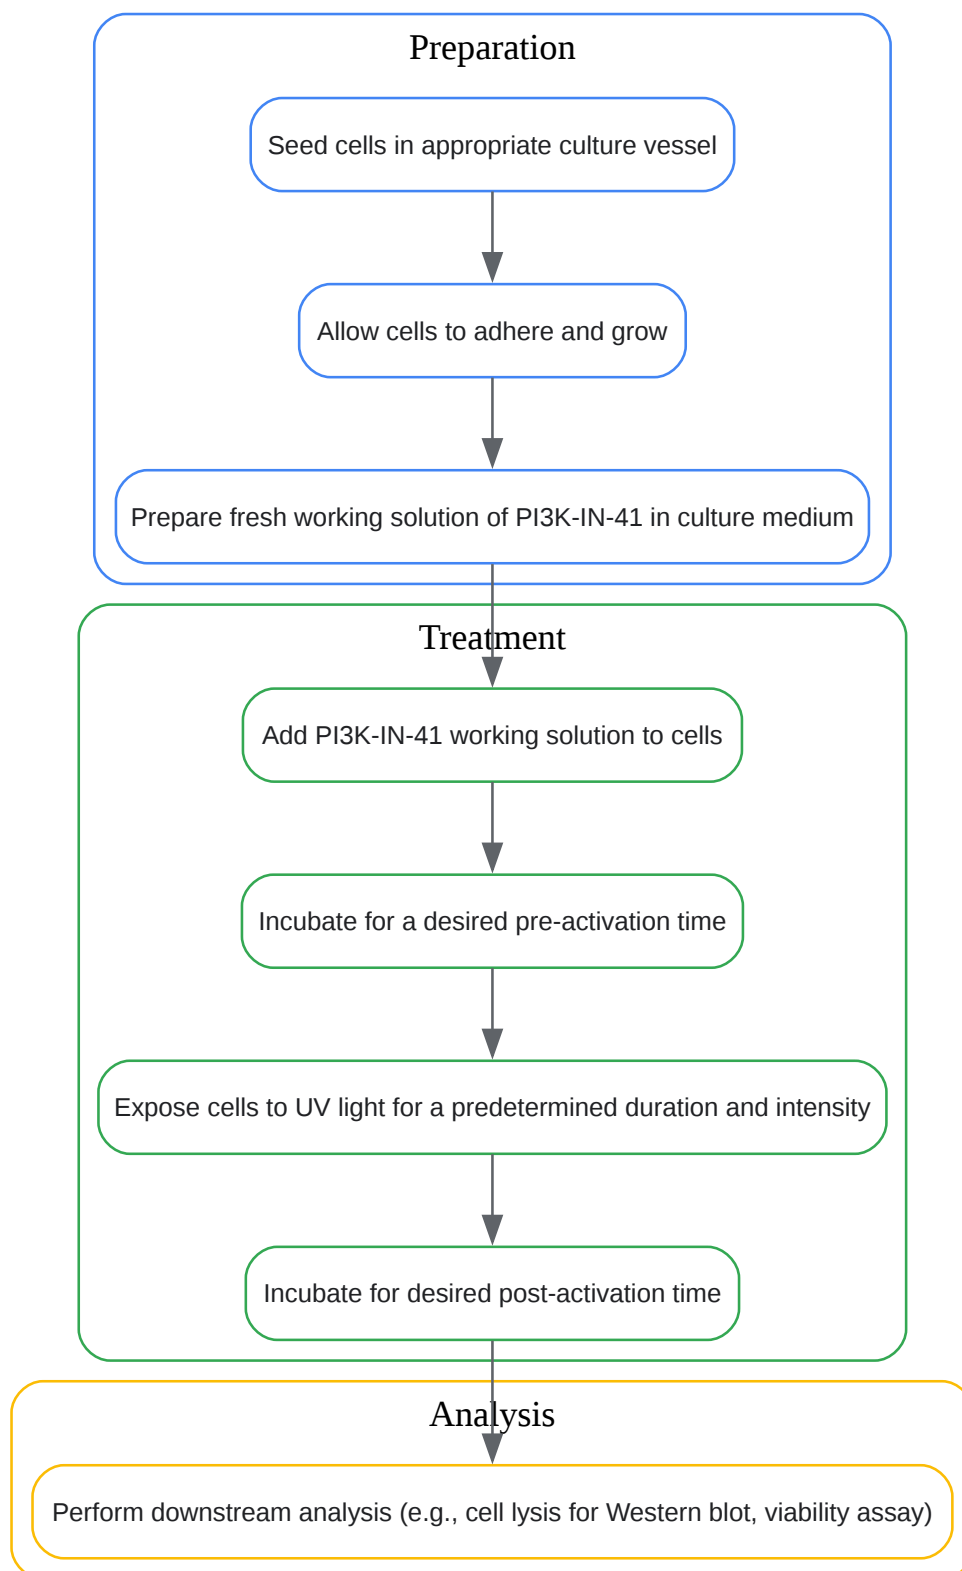 Preparation
Seed cells in appropriate culture vessel
Allow cells to adhere and grow
Prepare fresh working solution of PI3K-IN-41 in culture medium
Treatment
Add PI3K-IN-41 working solution to cells
Incubate for a desired pre-activation time
Expose cells to UV light for a predetermined duration and intensity
Incubate for desired post-activation time
Analysis
Perform downstream analysis (e.g., cell lysis for Western blot, viability assay)